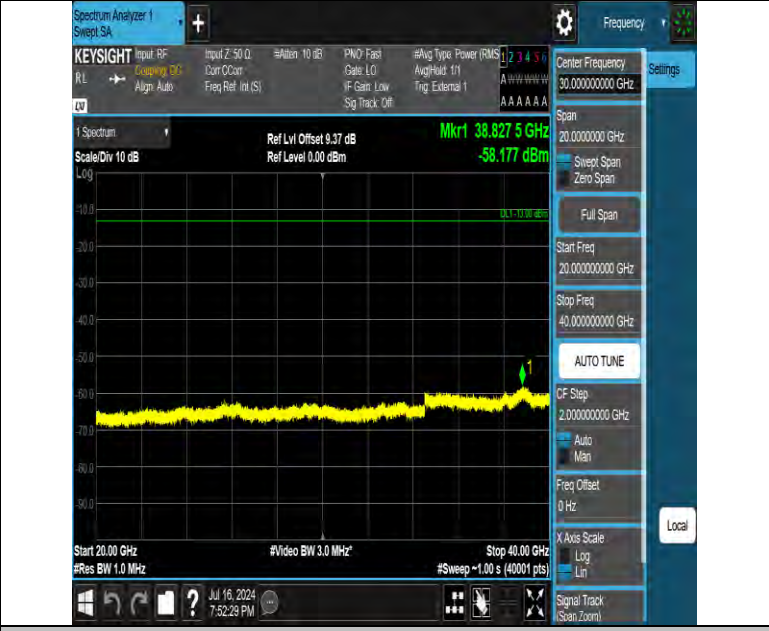 Spectrum Analyzer 1
Swept SA
+
Frequency
KEYSIGHT Input: RF
RL
Coupling: DC
Align: Auto
Input Z: 50 Ω
Corr CCorr
Freq Ref: Int (S)
#Atten: 10 dB
PNO: Fast
Gate: LO
IF Gain: Low
Sig Track: Off
#Avg Type: Power (RMS
Avg|Hold: 1/1
Trig: External 1
1 2 3 4 5 6
A W W W W W
A A A A A A
Center Frequency
30.000000000 GHz
Settings
Span
20.0000000 GHz
Swept Span
Zero Span
Full Span
Start Freq
20.000000000 GHz
Stop Freq
40.000000000 GHz
AUTO TUNE
CF Step
2.000000000 GHz
Auto
Man
Freq Offset
0 Hz
X Axis Scale
Log
Lin
Signal Track
(Span Zoom)
Local
1 Spectrum
Scale/Div 10 dB
Log
Ref Lvl Offset 9.37 dB
Ref Level 0.00 dBm
Mkr1 38.827 5 GHz
-58.177 dBm
DL1 -13.00 dBm
-10.0
-20.0
-30.0
-40.0
-50.0
-60.0
-70.0
-80.0
-90.0
1
Start 20.00 GHz
#Res BW 1.0 MHz
#Video BW 3.0 MHz*
Stop 40.00 GHz
#Sweep ~1.00 s (40001 pts)
?
Jul 16, 2024
7:52:29 PM